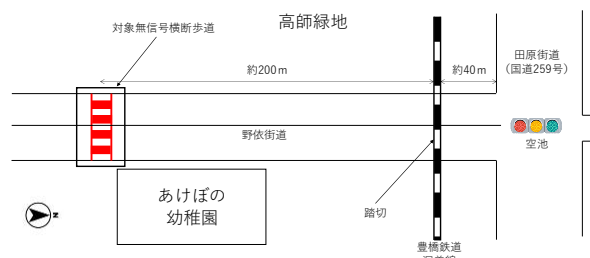 高師緑地
対象無信号横断歩道
田原街道
（国道259号）
約200ｍ
約40ｍ
野依街道
空池
あけぼの
幼稚園
踏切
N
豊橋鉄道